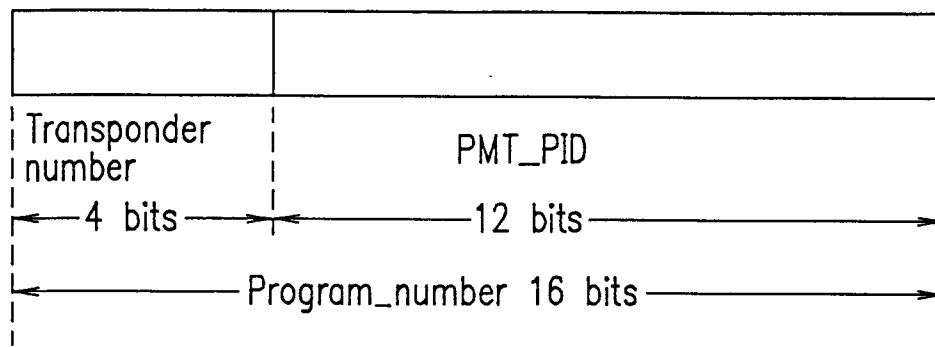 Transponder
number
PMT_PID
4 bits
12 bits
Program_number 16 bits